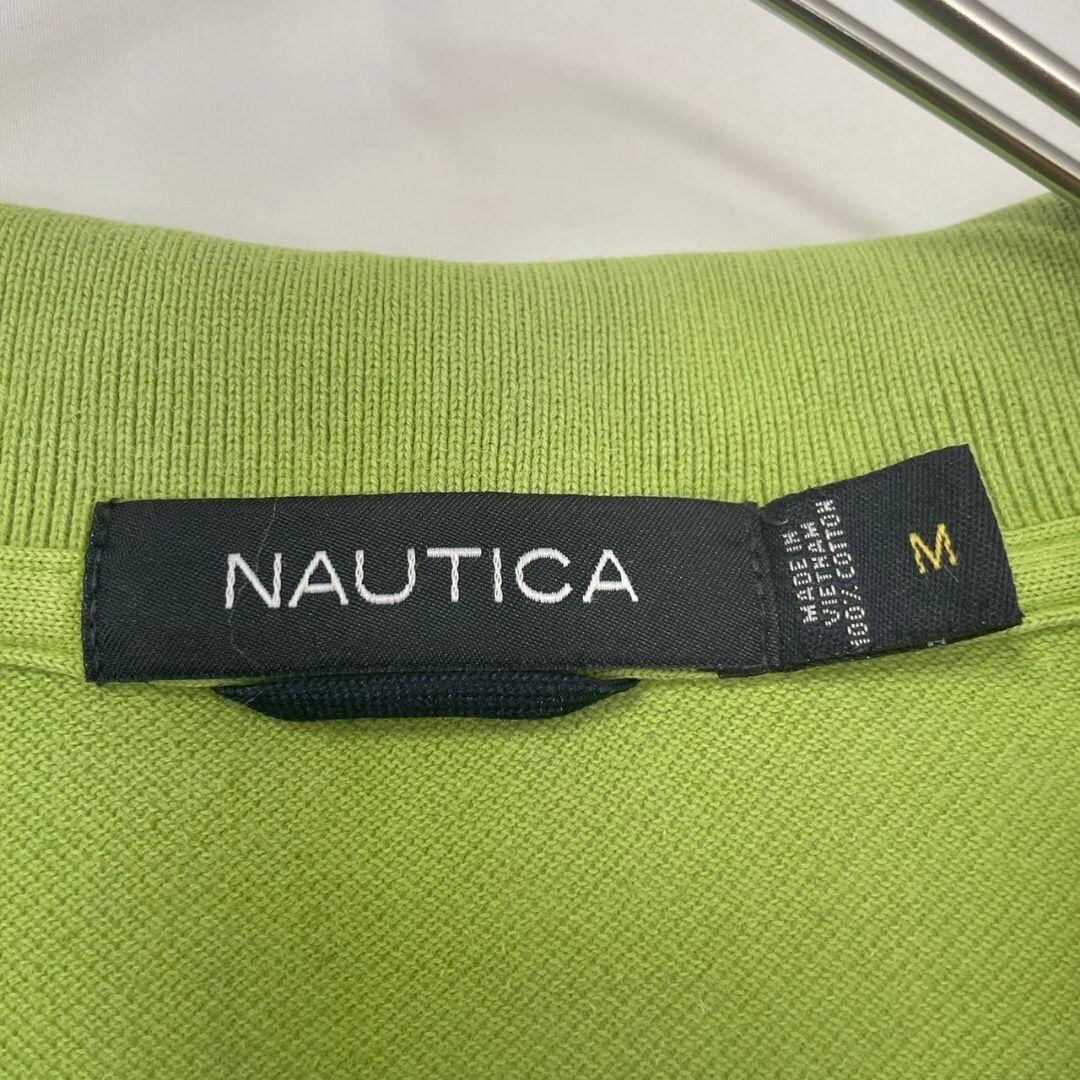 NAUTICA
MADE IN
VIETNAM
100% COTTON
M